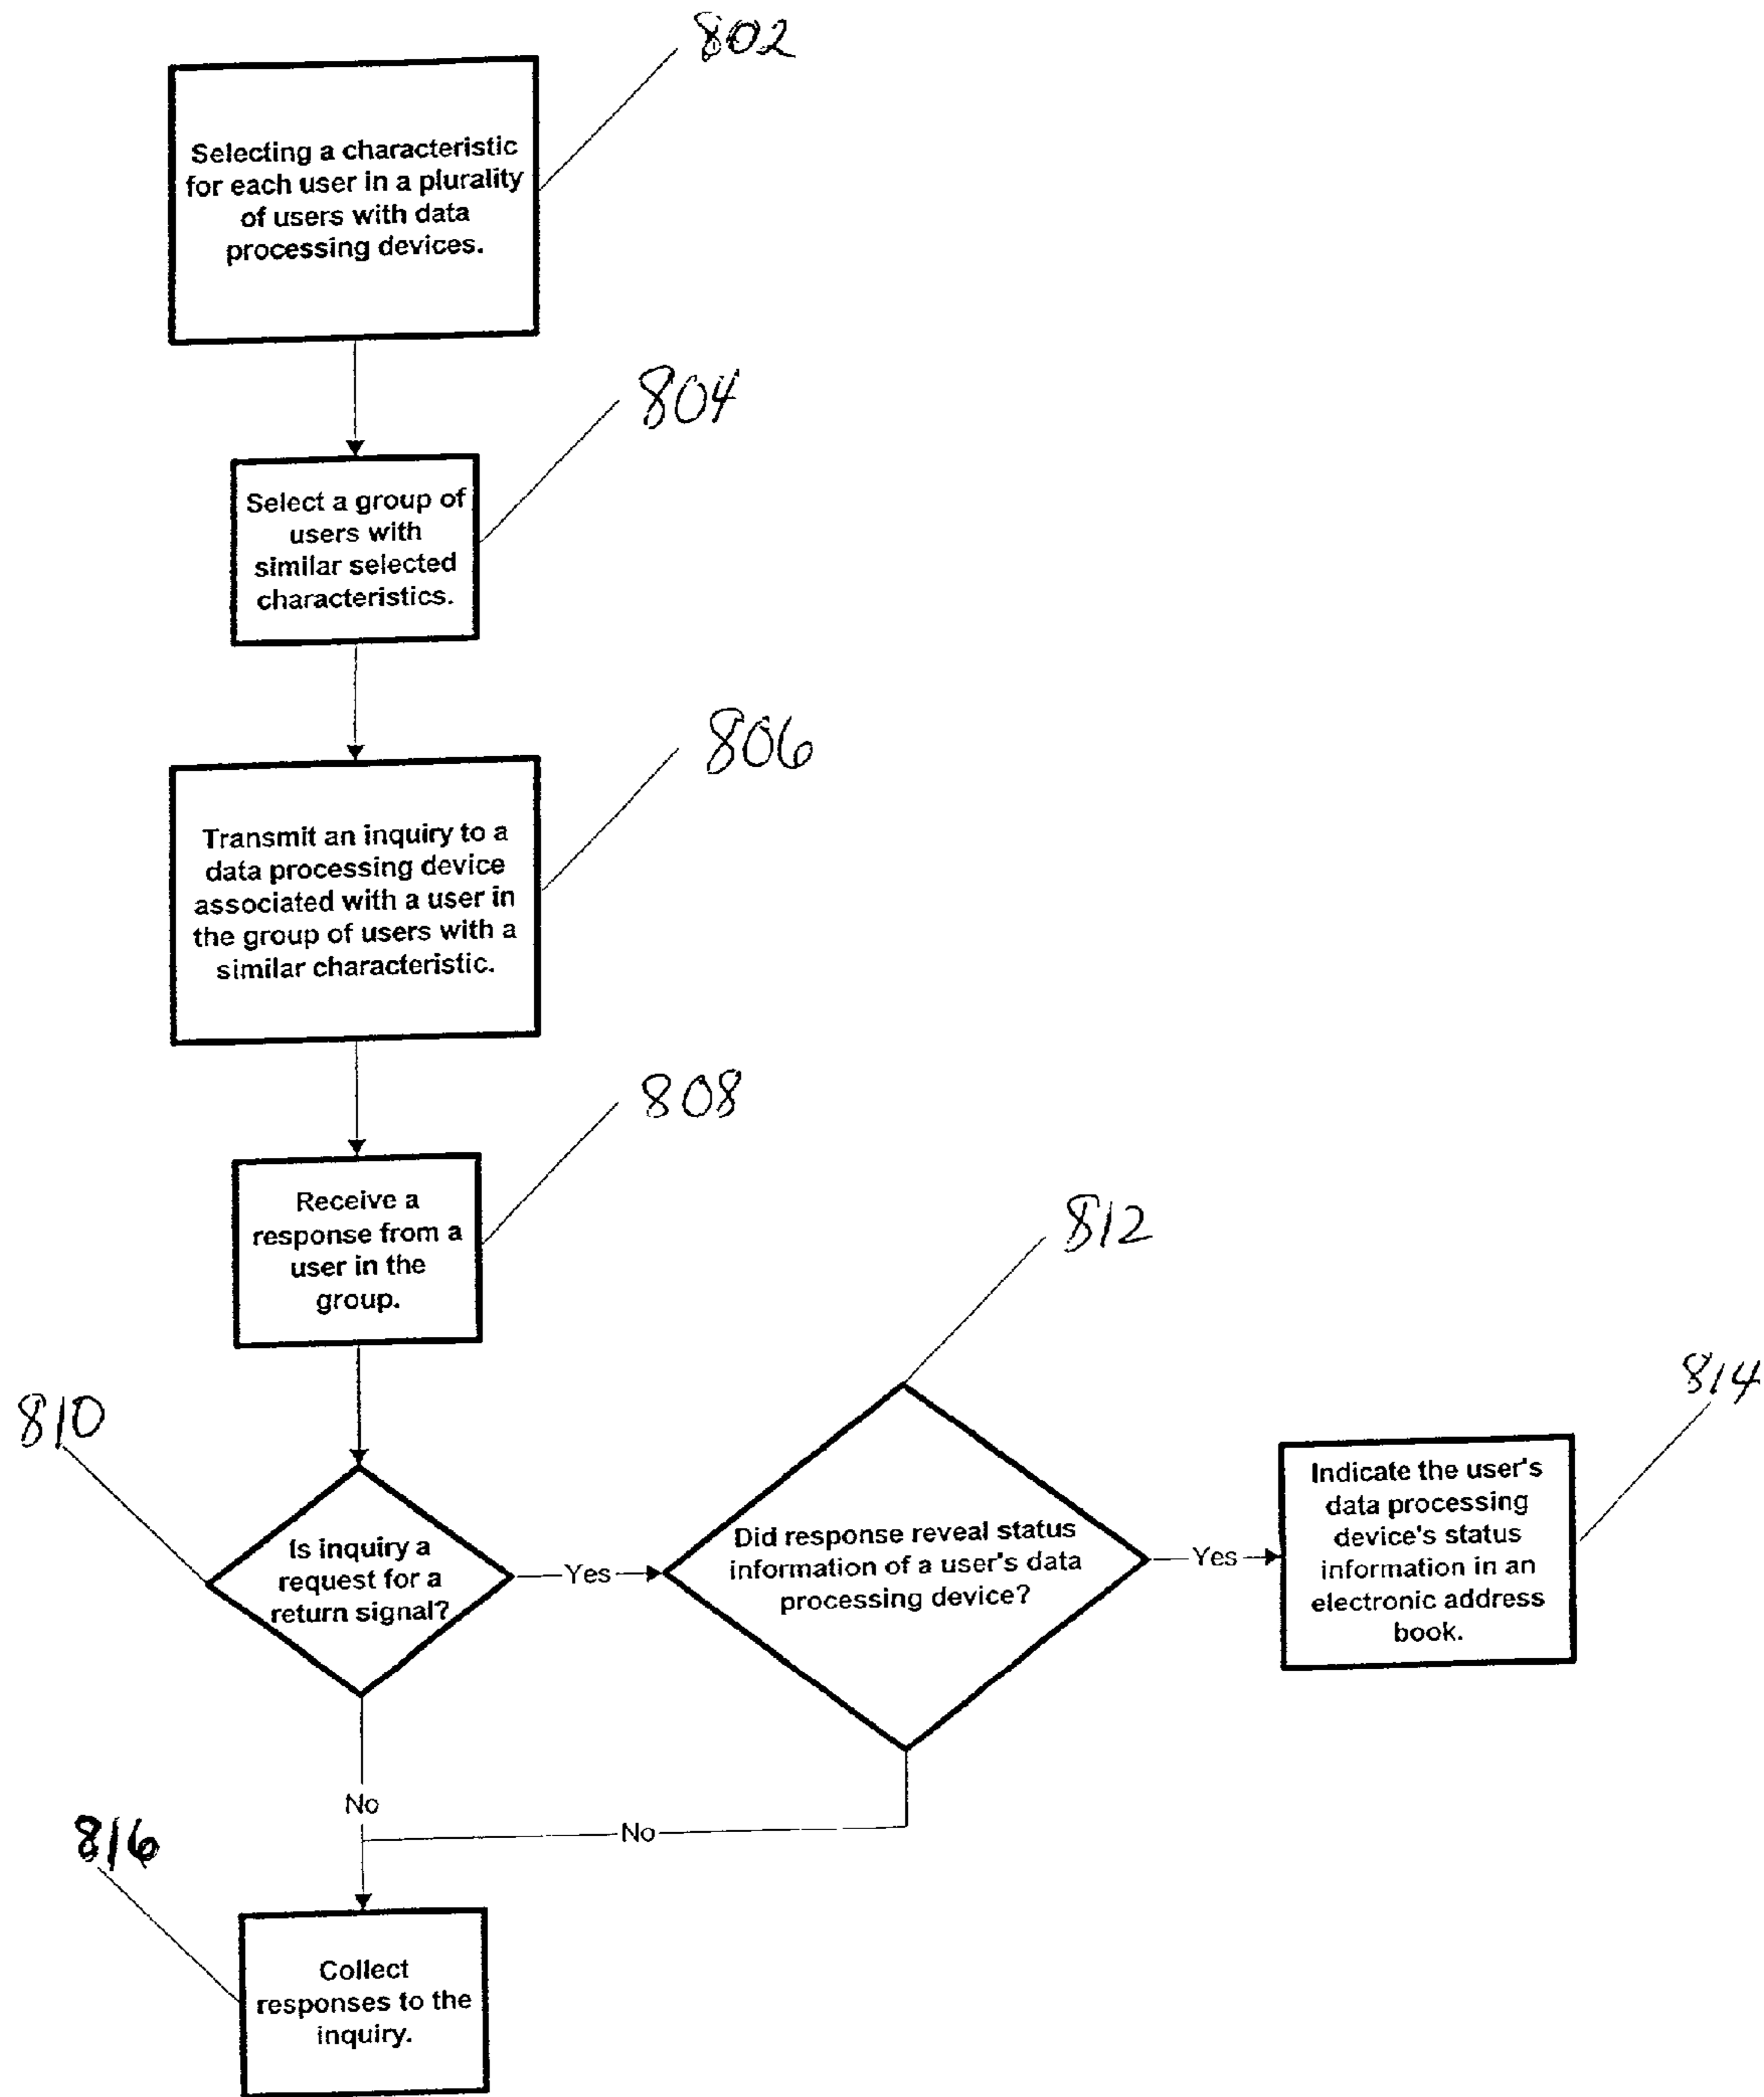 802
Selecting a characteristic
for each user in a plurality
of users with data
processing devices.
804
Select a group of
users with
similar selected
characteristics.
806
Transmit an inquiry to a
data processing device
associated with a user in
the group of users with a
similar characteristic.
808
Receive a
response from a
user in the
group.
810
Is inquiry a
request for a
return signal?
Yes
812
Did response reveal status
information of a user's data
processing device?
Yes
814
Indicate the user's
data processing
device's status
information in an
electronic address
book.
No
No
816
Collect
responses to the
inquiry.